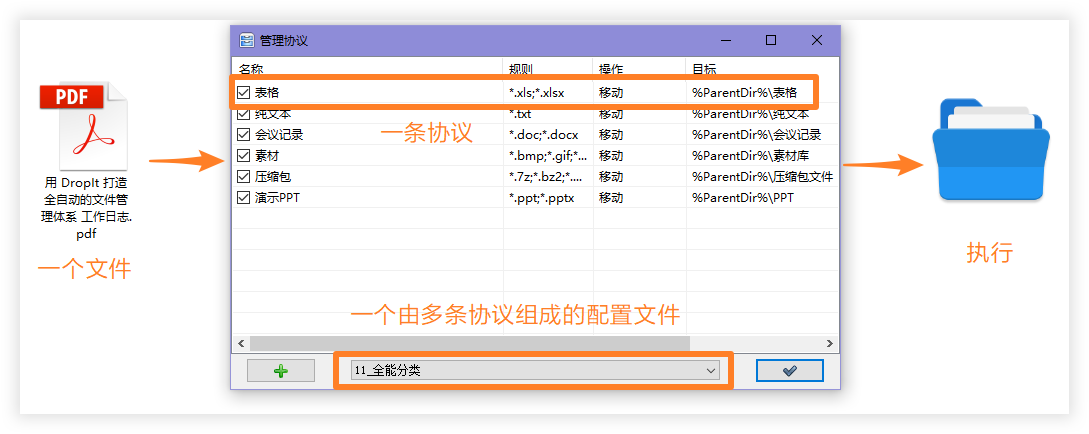 管理协议
名称 规则 操作 目标
表格 *.xls;*.xlsx 移动 %ParentDir%\表格
纯文本 *.txt 移动 %ParentDir%\纯文本
会议记录 *.doc;*.docx 移动 %ParentDir%\会议记录
素材 *.bmp;*.gif;*... 移动 %ParentDir%\素材库
压缩包 *.7z;*.bz2;*.... 移动 %ParentDir%\压缩包文件
演示PPT *.ppt;*.pptx 移动 %ParentDir%\PPT
一条协议
PDF
用 DropIt 打造
全自动的文件管
理体系 工作日志.
pdf
一个文件
执行
一个由多条协议组成的配置文件
11_全能分类